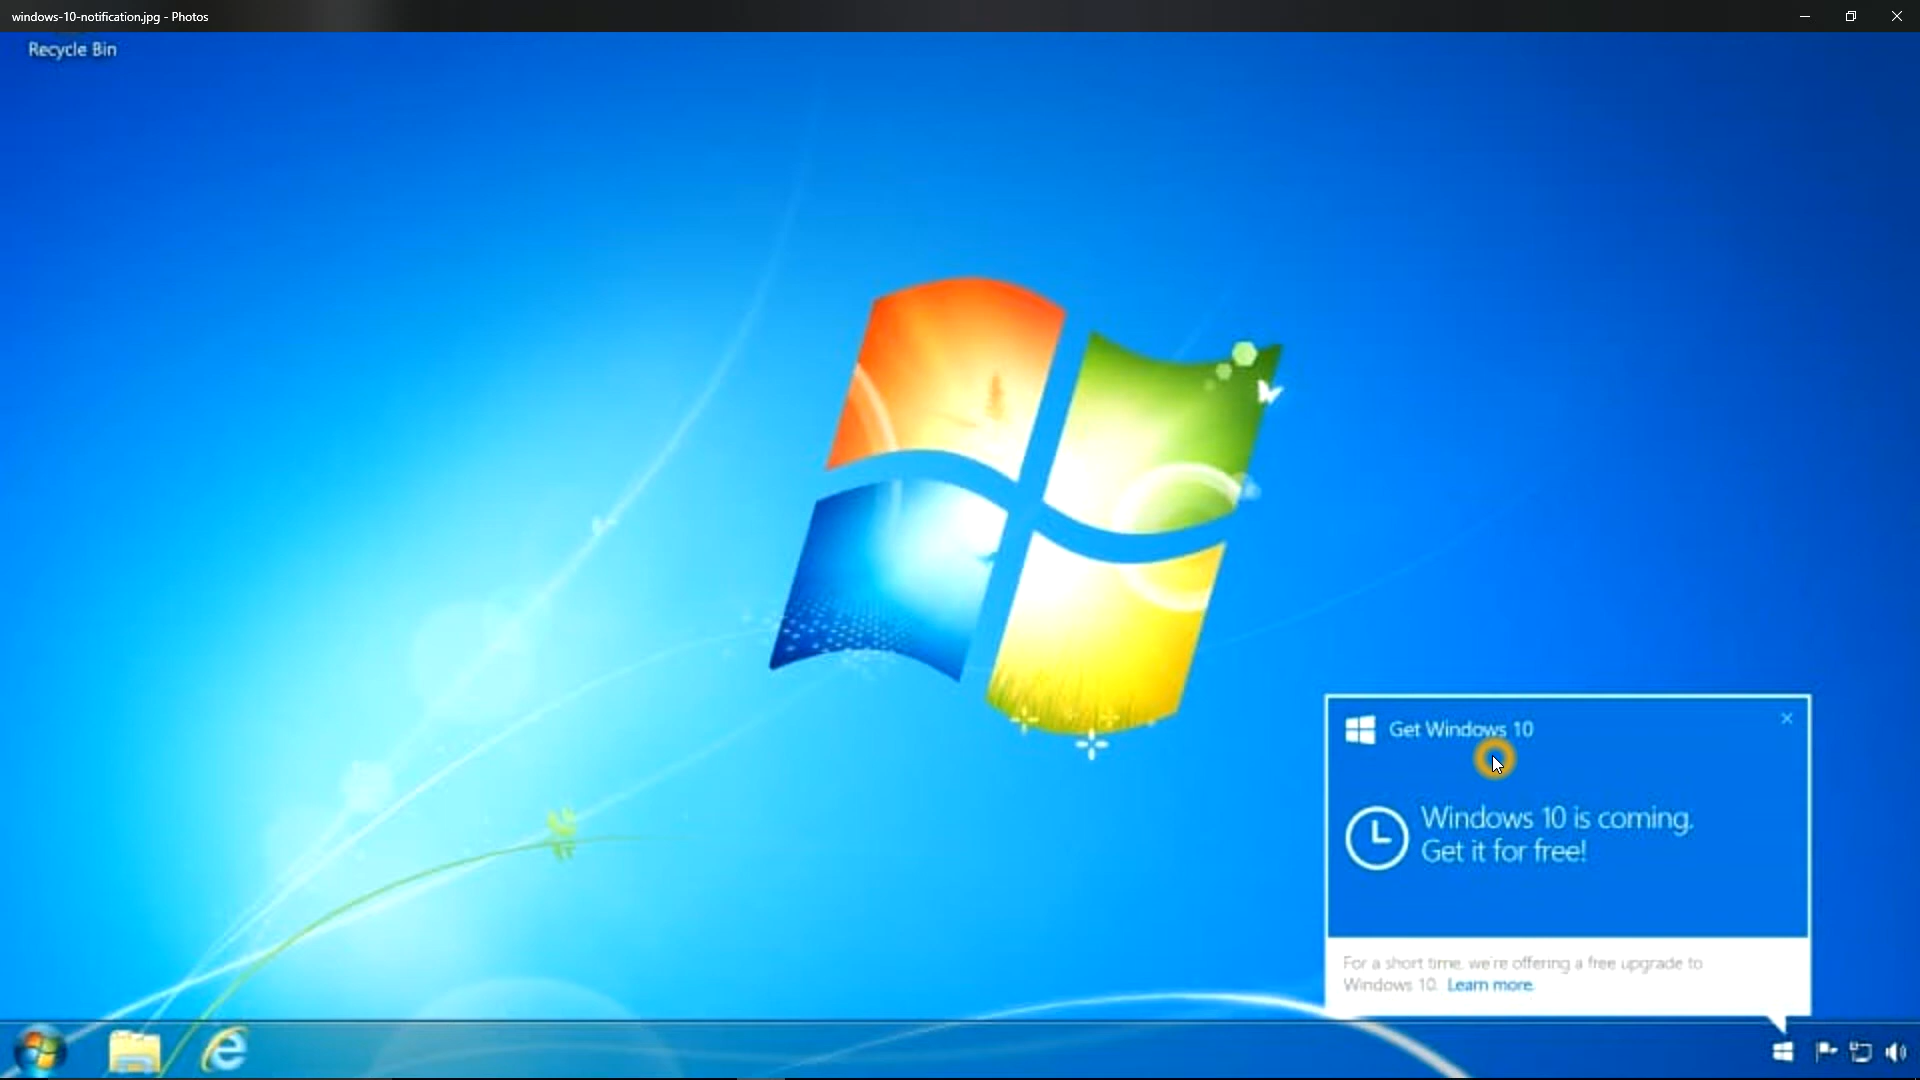 windows-10-notification.jpg - Photos
Recycle Bin
Get Windows 10
Windows 10 is coming.
Get it for free!
For a short time, we're offering a free upgrade to
Windows 10. Learn more.